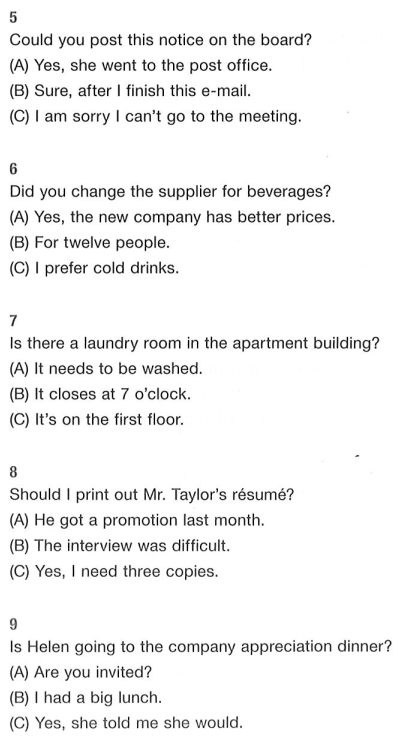 5
Could you post this notice on the board?
(A) Yes, she went to the post office.
(B) Sure, after I finish this e-mail.
(C) I am sorry I can't go to the meeting.
6
Did you change the supplier for beverages?
(A) Yes, the new company has better prices.
(B) For twelve people.
(C) I prefer cold drinks.
7
Is there a laundry room in the apartment building?
(A) It needs to be washed.
(B) It closes at 7 o'clock.
(C) It's on the first floor.
8
Should I print out Mr. Taylor's résumé?
(A) He got a promotion last month.
(B) The interview was difficult.
(C) Yes, I need three copies.
9
Is Helen going to the company appreciation dinner?
(A) Are you invited?
(B) I had a big lunch.
(C) Yes, she told me she would.